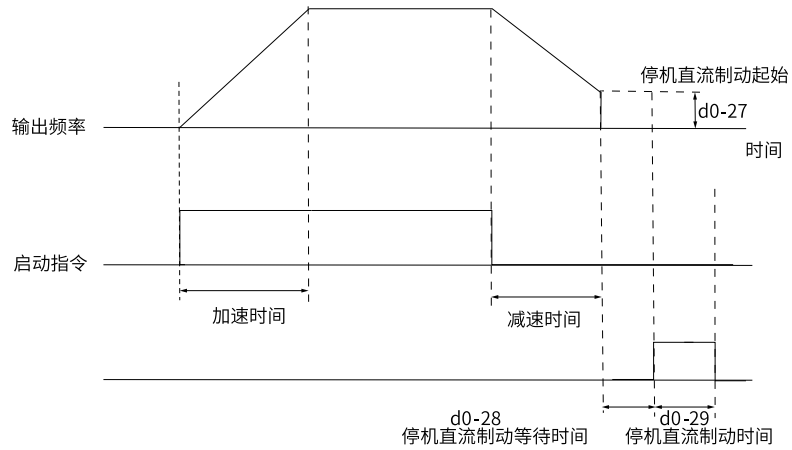 停机直流制动起始
d0-27
输出频率
时间
启动指令
加速时间
减速时间
d0-28
停机直流制动等待时间
d0-29
停机直流制动时间